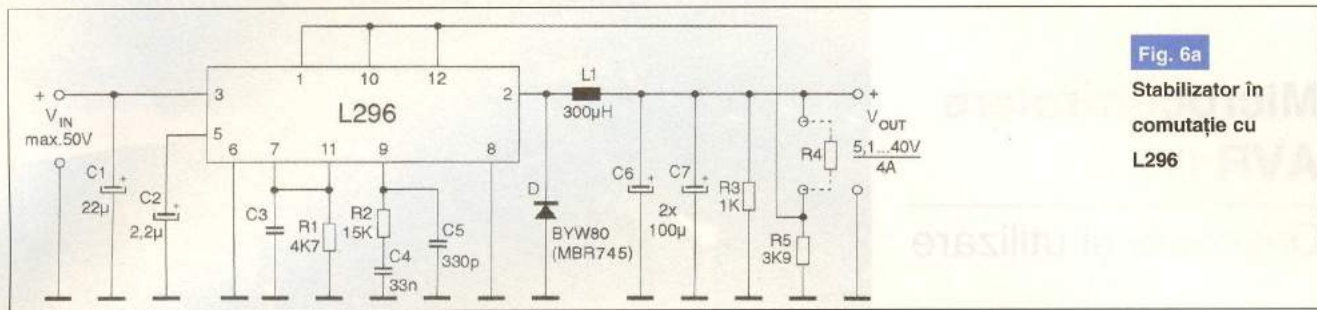 1
10
12
3
L296
2
5
6
7
11
9
8
+
V_IN
max.50V
C1
+
22µ
C2
+
2,2µ
C3
R1
4K7
R2
15K
C4
33n
C5
330p
D
BYW80
(MBR745)
L1
300µH
C6
+
C7
+
2x
100µ
R3
1K
R4
R5
3K9
+
V_OUT
5,1...40V
4A
Fig. 6a
Stabilizator în
comutație cu
L296